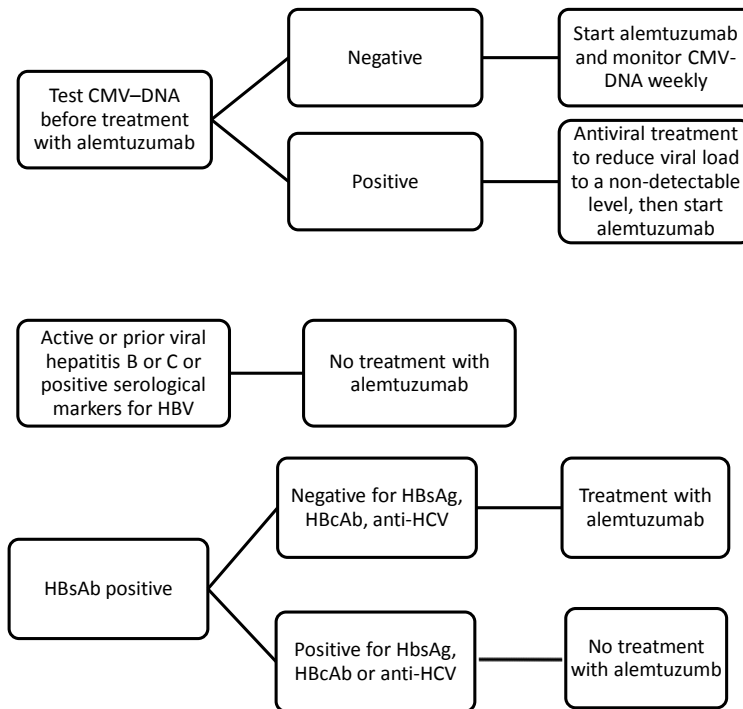 Test CMV–DNA
before treatment
with alemtuzumab
Negative
Start alemtuzumab
and monitor CMV-
DNA weekly
Positive
Antiviral treatment
to reduce viral load
to a non-detectable
level, then start
alemtuzumab
Active or prior viral
hepatitis B or C or
positive serological
markers for HBV
No treatment with
alemtuzumab
HBsAb positive
Negative for HBsAg,
HBcAb, anti-HCV
Treatment with
alemtuzumab
Positive for HbsAg,
HBcAb or anti-HCV
No treatment
with alemtuzumb